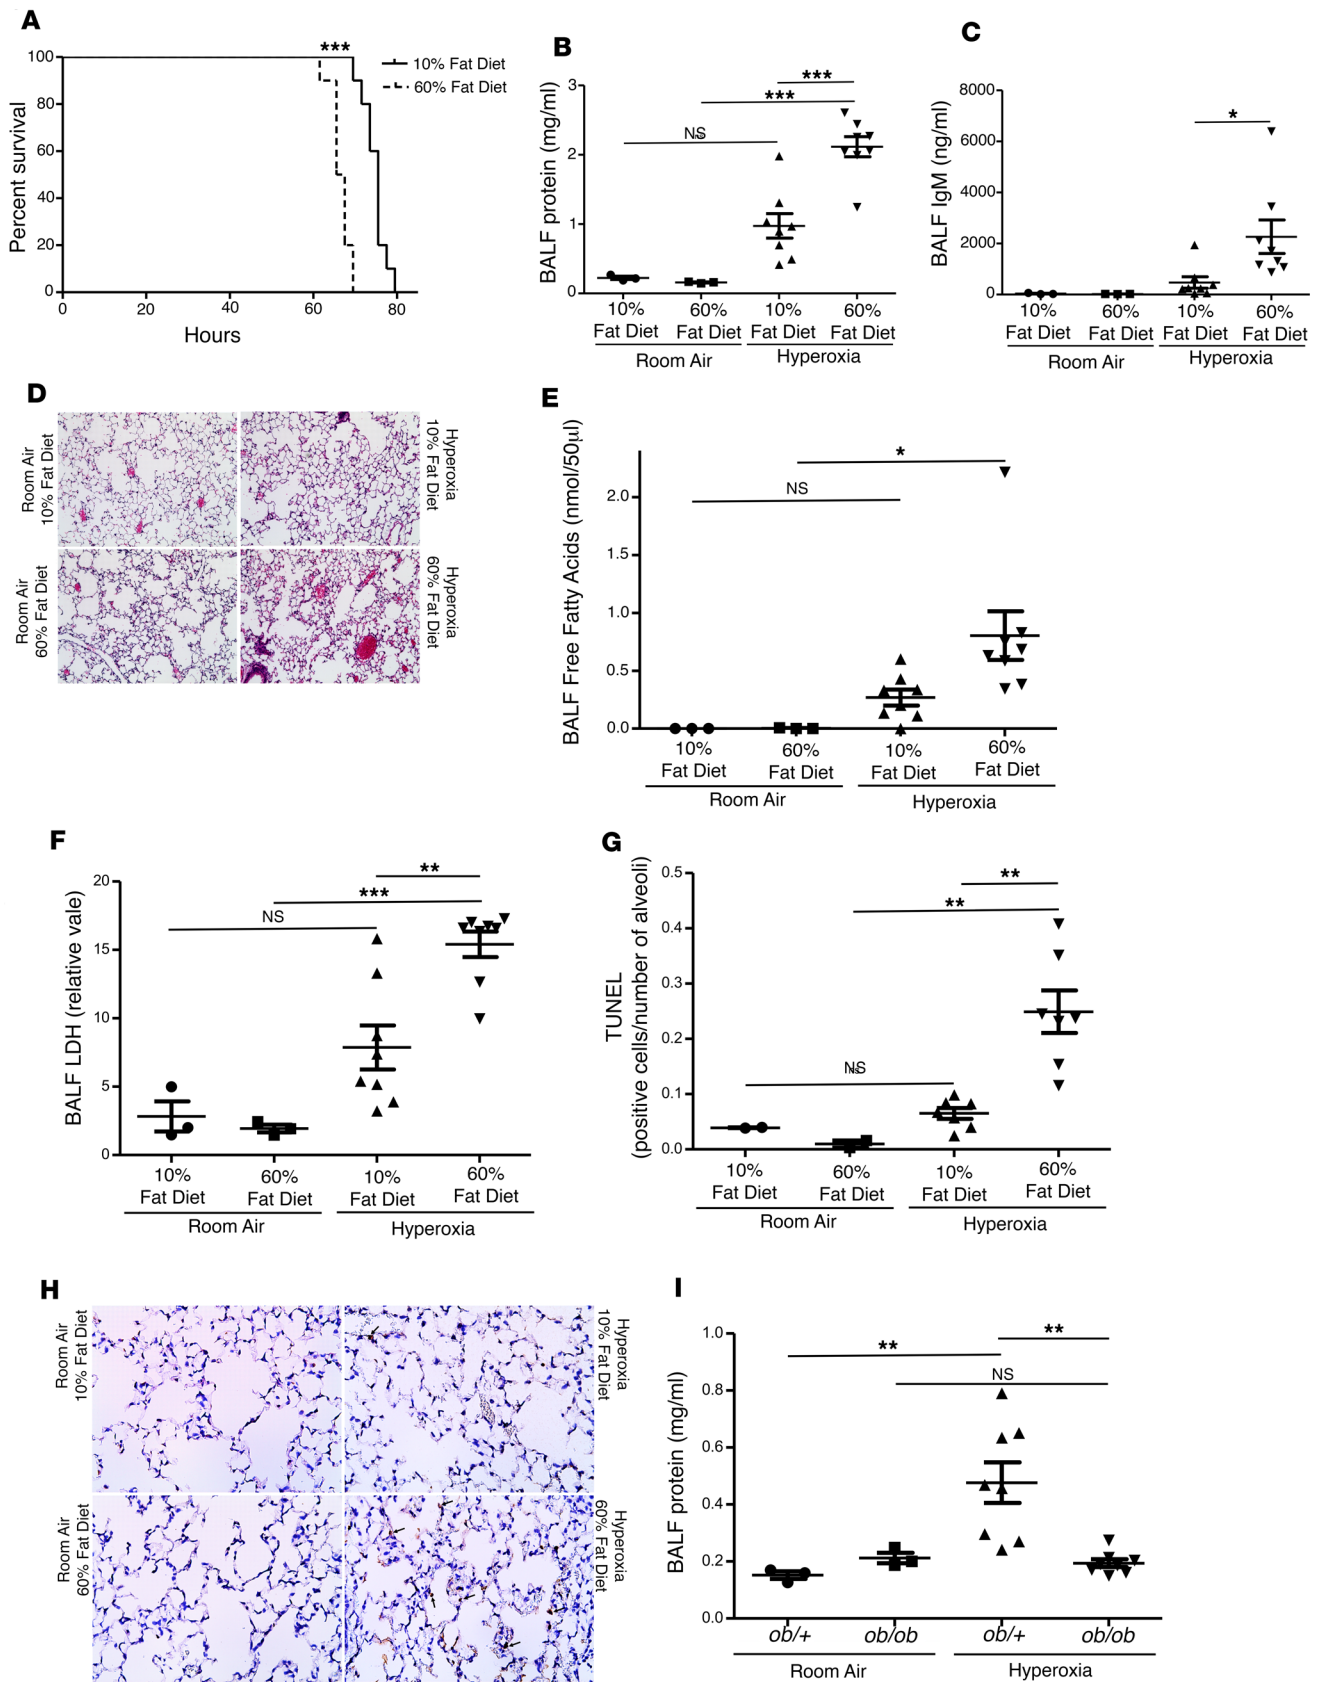 A
***
100
80
60
40
20
0
Percent survival
0 20 40 60 80
Hours
10% Fat Diet
60% Fat Diet
B
***
***
NS
3
2
1
0
BALF protein (mg/ml)
10% 60% 10% 60%
Fat Diet Fat Diet Fat Diet Fat Diet
Room Air Hyperoxia
C
*
8000
6000
4000
2000
0
BALF IgM (ng/ml)
10% 60% 10% 60%
Fat Diet Fat Diet Fat Diet Fat Diet
Room Air Hyperoxia
D
Room Air
10% Fat Diet
Hyperoxia
10% Fat Diet
Room Air
60% Fat Diet
Hyperoxia
60% Fat Diet
E
*
NS
2.0
1.5
1.0
0.5
0.0
BALF Free Fatty Acids (nmol/50µl)
10% 60% 10% 60%
Fat Diet Fat Diet Fat Diet Fat Diet
Room Air Hyperoxia
F
**
***
NS
20
15
10
5
0
BALF LDH (relative vale)
10% 60% 10% 60%
Fat Diet Fat Diet Fat Diet Fat Diet
Room Air Hyperoxia
G
**
**
NS
0.5
0.4
0.3
0.2
0.1
0.0
TUNEL
(positive cells/number of alveoli)
10% 60% 10% 60%
Fat Diet Fat Diet Fat Diet Fat Diet
Room Air Hyperoxia
H
Room Air
10% Fat Diet
Hyperoxia
10% Fat Diet
Room Air
60% Fat Diet
Hyperoxia
60% Fat Diet
I
**
**
NS
1.0
0.8
0.6
0.4
0.2
0.0
BALF protein (mg/ml)
ob/+ ob/ob ob/+ ob/ob
Room Air Hyperoxia